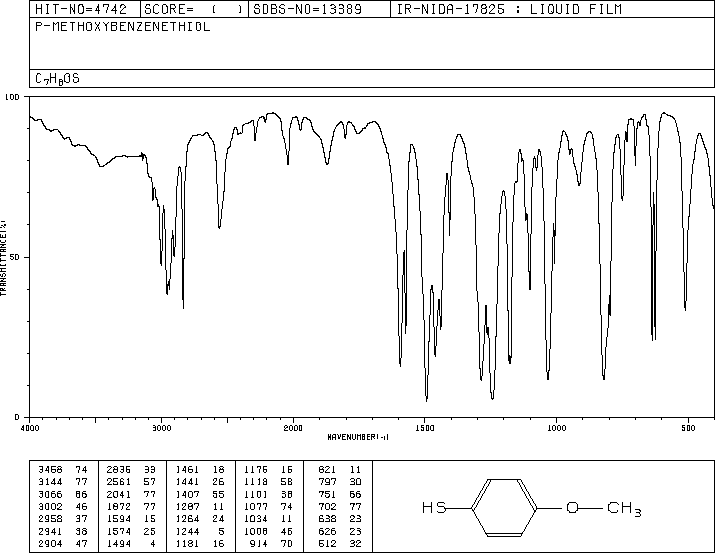 HIT-NO=4742 SCORE= ( ) SDBS-NO=13389 IR-NIDA-17825 : LIQUID FILM
P-METHOXYBENZENETHIOL
C7H8OS
100
50
0
TRANSMITTANCE(%)
4000 3000 2000 1500 1000 500
WAVENUMBER(-1)
3458 74 2835 33 1461 18 1175 16 821 11
3144 77 2561 57 1441 26 1118 58 797 30
3066 66 2041 77 1407 55 1101 38 751 66
3002 46 1872 77 1287 11 1077 74 702 77
2958 37 1594 15 1264 24 1034 11 638 23
2941 38 1574 25 1244 5 1008 46 626 23
2904 47 1494 4 1181 16 914 70 512 32
HS O CH3